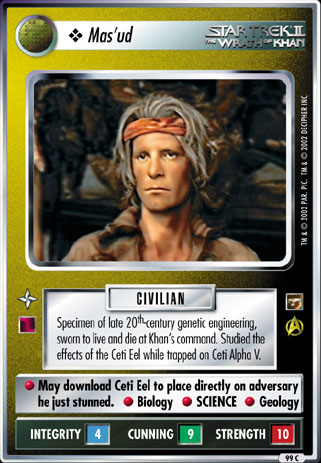 ❖ Mas'ud
STAR TREK II
THE WRATH OF KHAN
TM & © 2002 PAR. P.C. TM & © 2002 DECIPHER INC.
CIVILIAN
Specimen of late 20th-century genetic engineering,
sworn to live and die at Khan's command. Studied the
effects of the Ceti Eel while trapped on Ceti Alpha V.
• May download Ceti Eel to place directly on adversary
he just stunned. • Biology • SCIENCE • Geology
INTEGRITY 4 CUNNING 9 STRENGTH 10
99 C